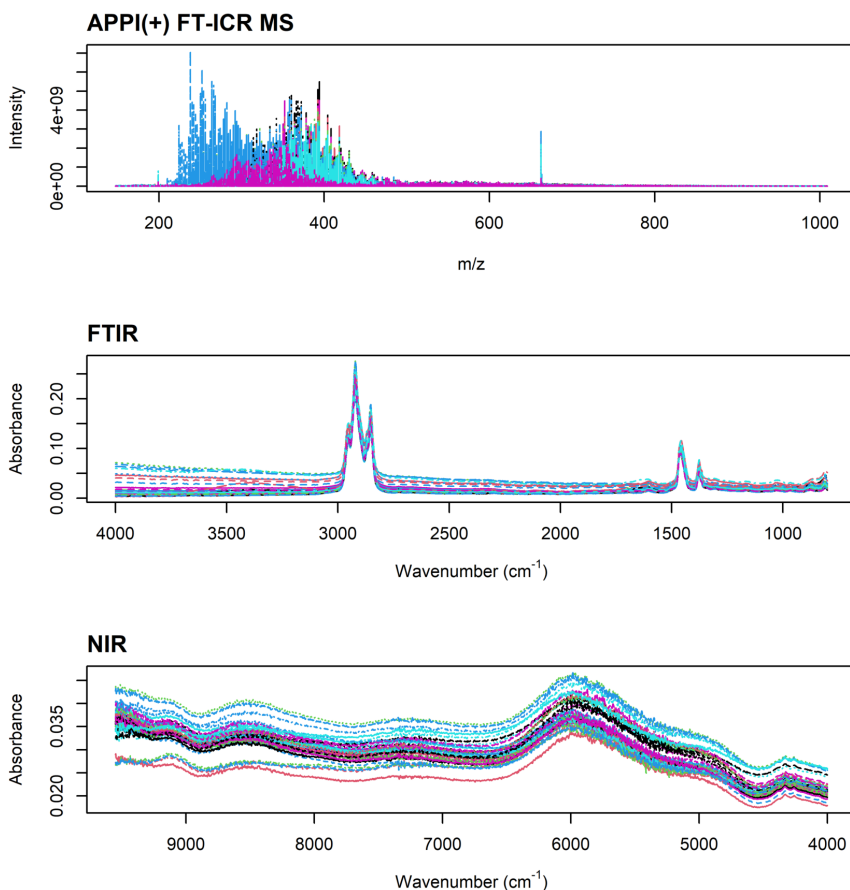 APPI(+) FT-ICR MS
Intensity
4e+09
0e+00
200 400 600 800 1000
m/z
FTIR
Absorbance
0.20
0.10
0.00
4000 3500 3000 2500 2000 1500 1000
Wavenumber (cm⁻¹)
NIR
Absorbance
0.035
0.020
9000 8000 7000 6000 5000 4000
Wavenumber (cm⁻¹)